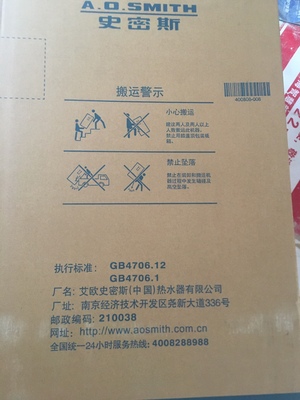 A.O.SMITH
史密斯
搬运警示
小心搬运
禁止坠落
执行标准： GB4706.12
GB4706.1
厂名：艾欧史密斯(中国)热水器有限公司
厂址：南京经济技术开发区尧新大道336号
邮政编码：210038
网址：http://www.aosmith.com.cn
全国统一24小时服务热线：4008288988